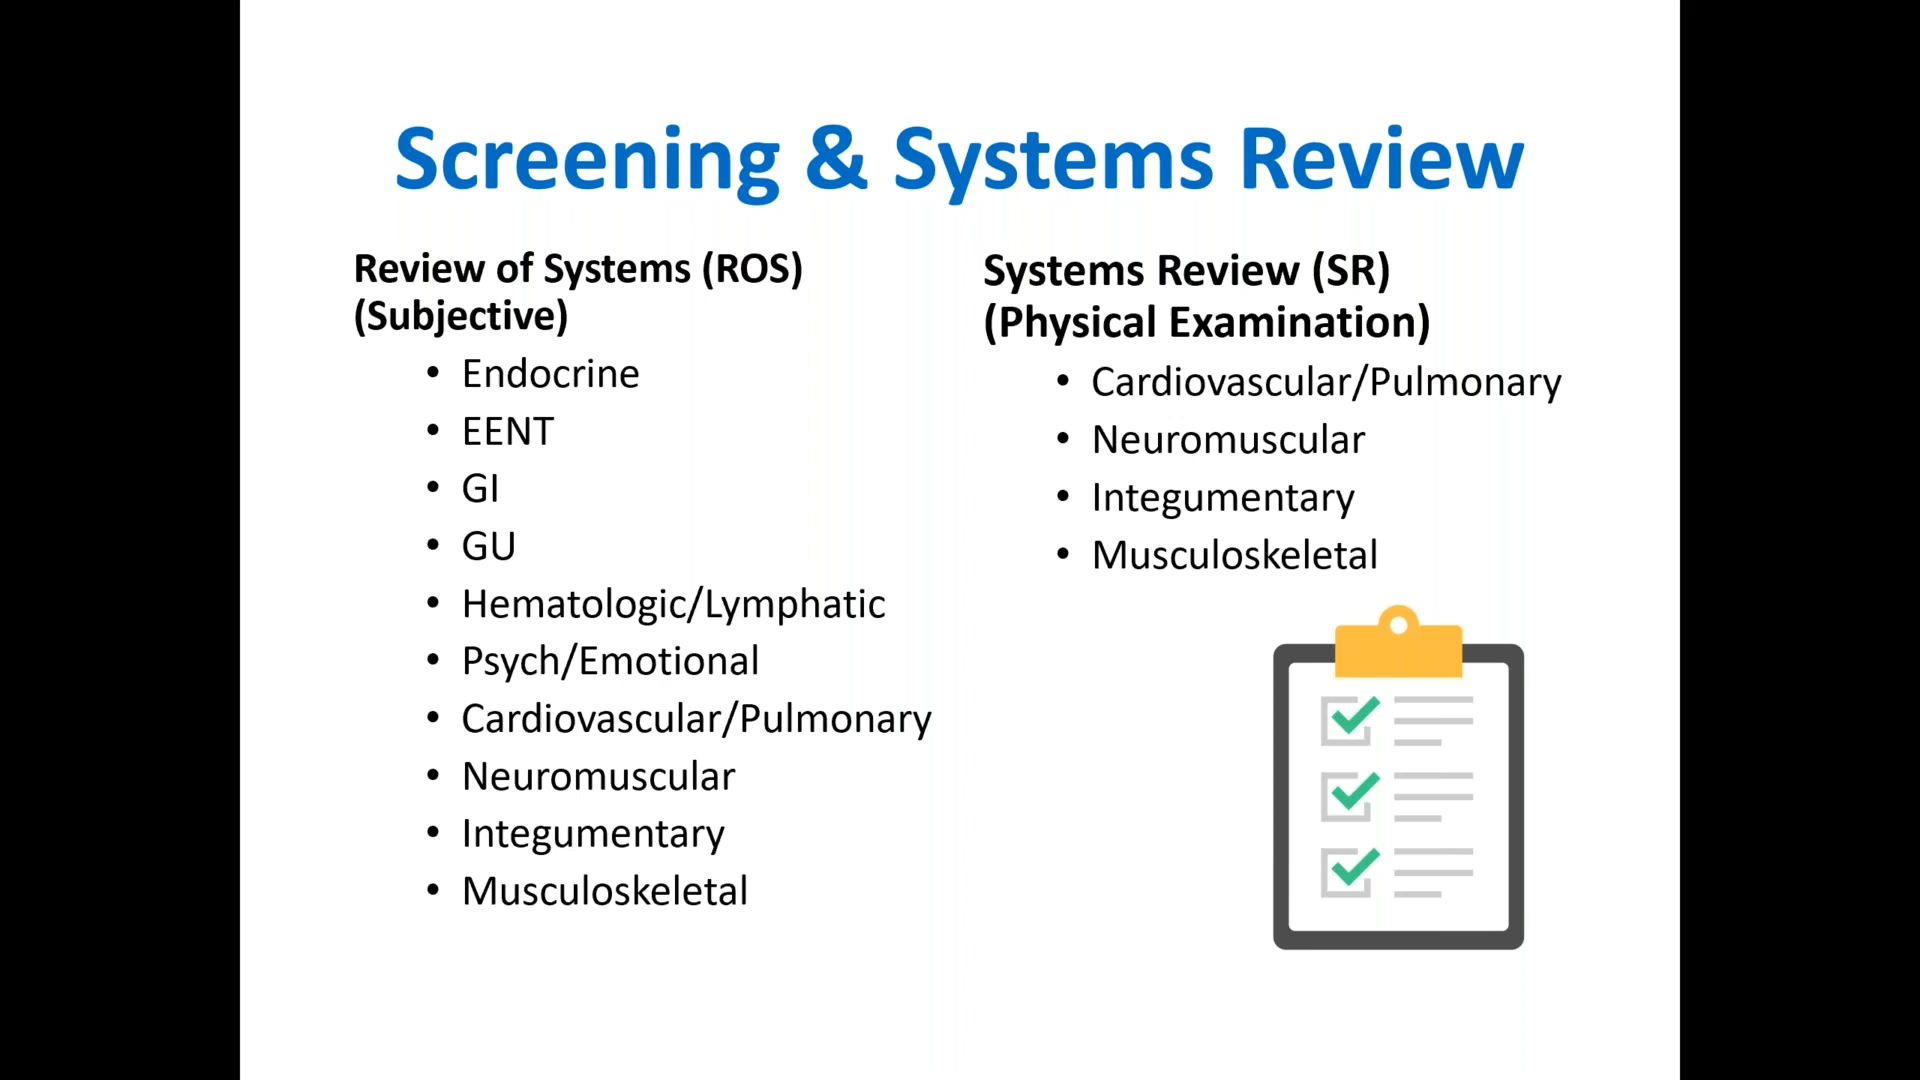 Screening & Systems Review
Review of Systems (ROS)
(Subjective)
• Endocrine
• EENT
• GI
• GU
• Hematologic/Lymphatic
• Psych/Emotional
• Cardiovascular/Pulmonary
• Neuromuscular
• Integumentary
• Musculoskeletal
Systems Review (SR)
(Physical Examination)
• Cardiovascular/Pulmonary
• Neuromuscular
• Integumentary
• Musculoskeletal